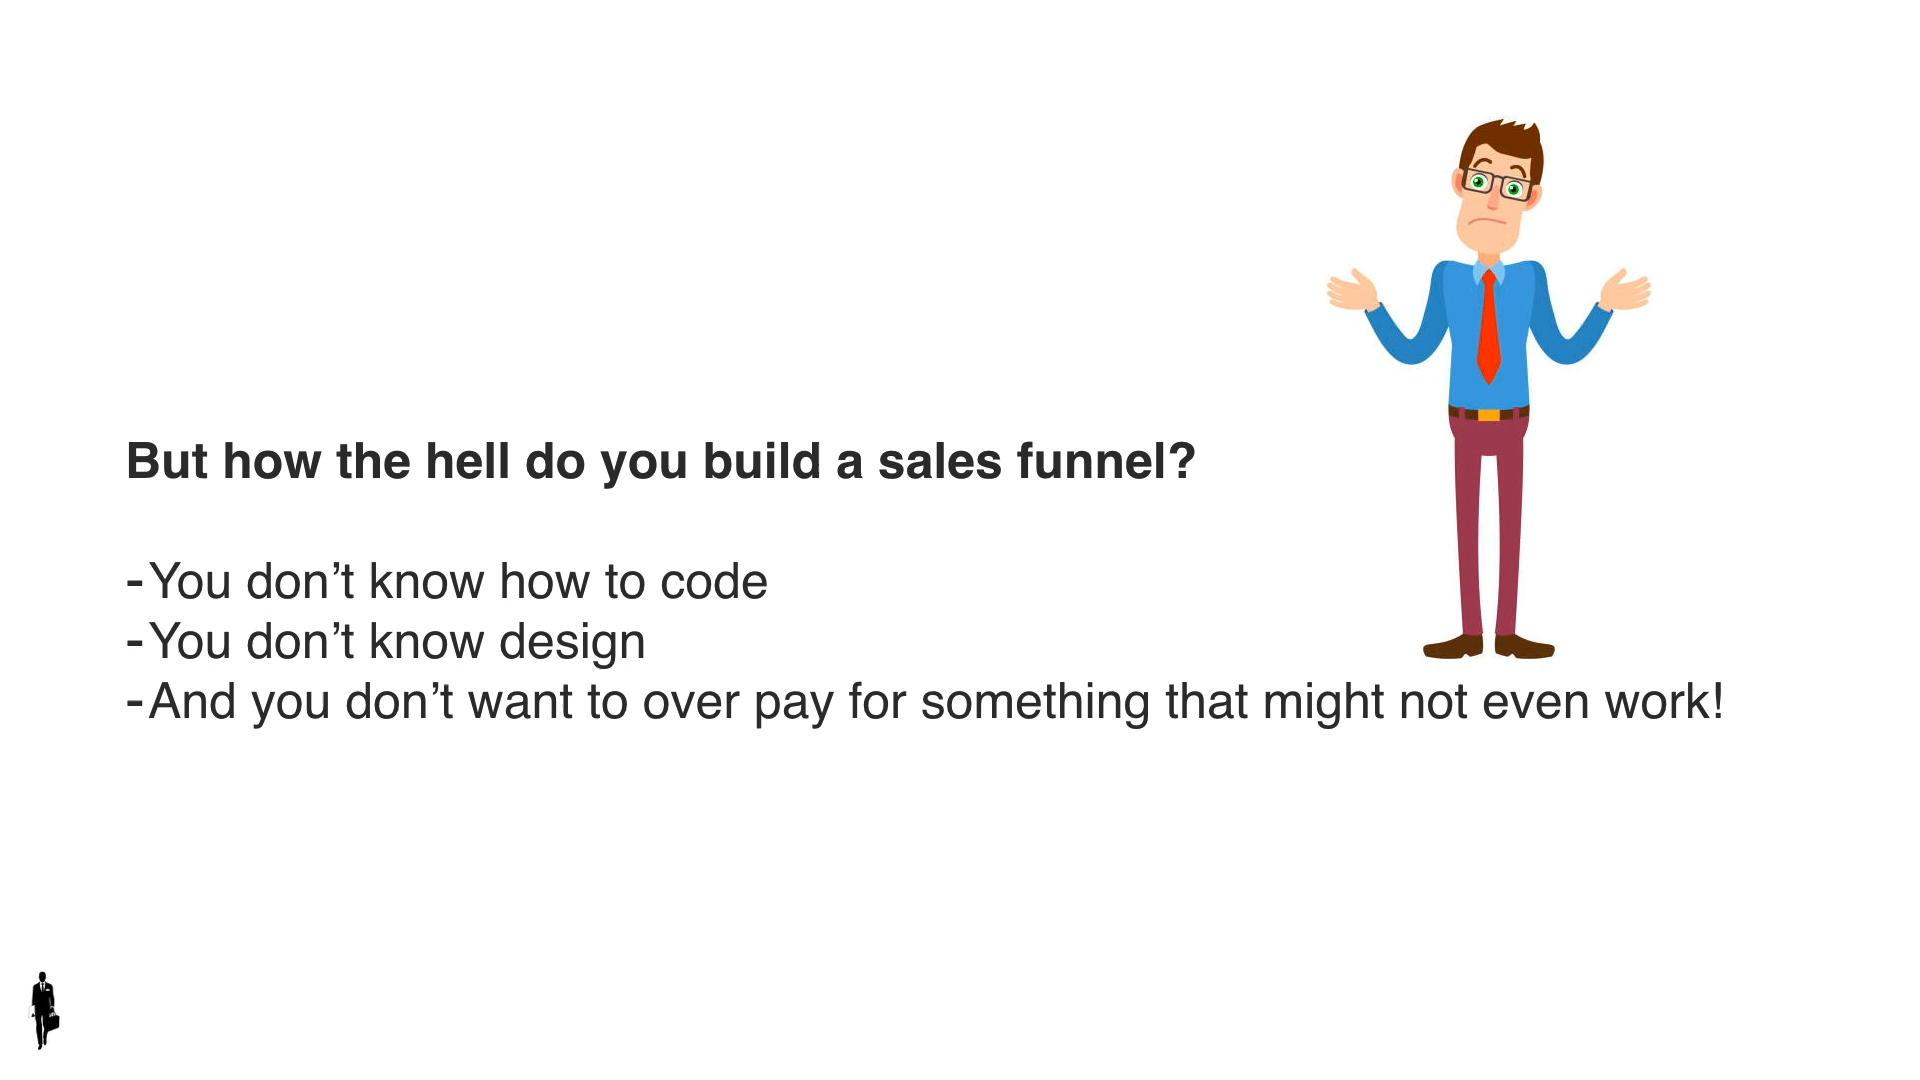 But how the hell do you build a sales funnel?
-You don’t know how to code
-You don’t know design
-And you don’t want to over pay for something that might not even work!